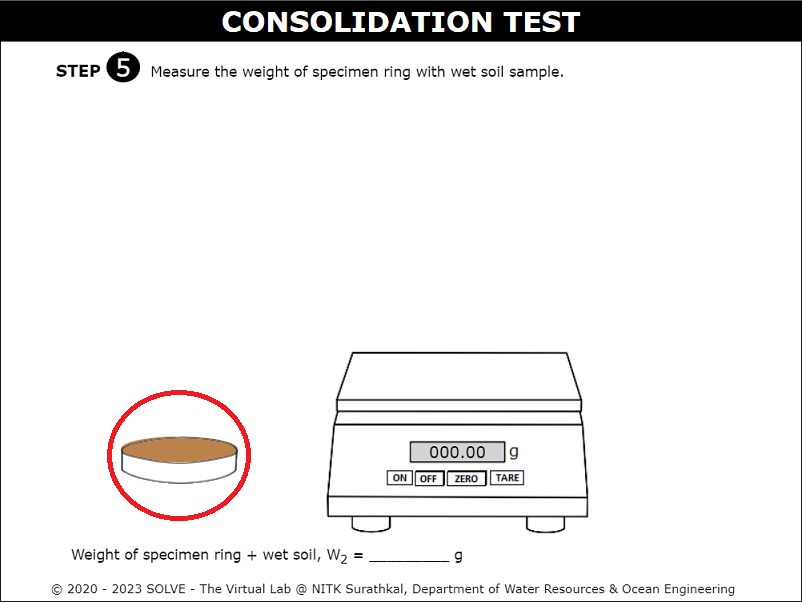 CONSOLIDATION TEST
STEP 5 Measure the weight of specimen ring with wet soil sample.
000.00 g
ON OFF ZERO TARE
Weight of specimen ring + wet soil, W2 = _________ g
© 2020 - 2023 SOLVE - The Virtual Lab @ NITK Surathkal, Department of Water Resources & Ocean Engineering